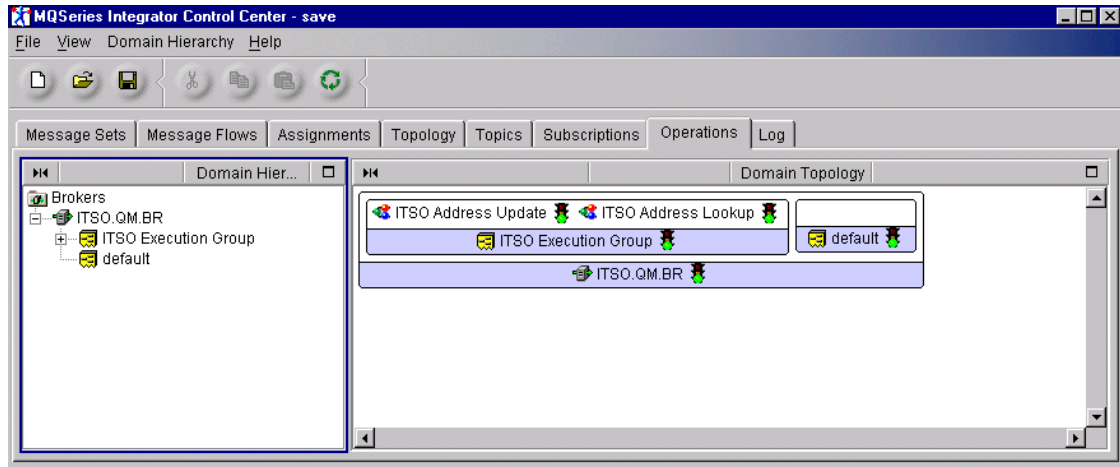 MQSeries Integrator Control Center - save
File View Domain Hierarchy Help
Message Sets Message Flows Assignments Topology Topics Subscriptions Operations Log
Domain Hier...
Brokers
ITSO.QM.BR
ITSO Execution Group
default
Domain Topology
ITSO Address Update ITSO Address Lookup
ITSO Execution Group default
ITSO.QM.BR